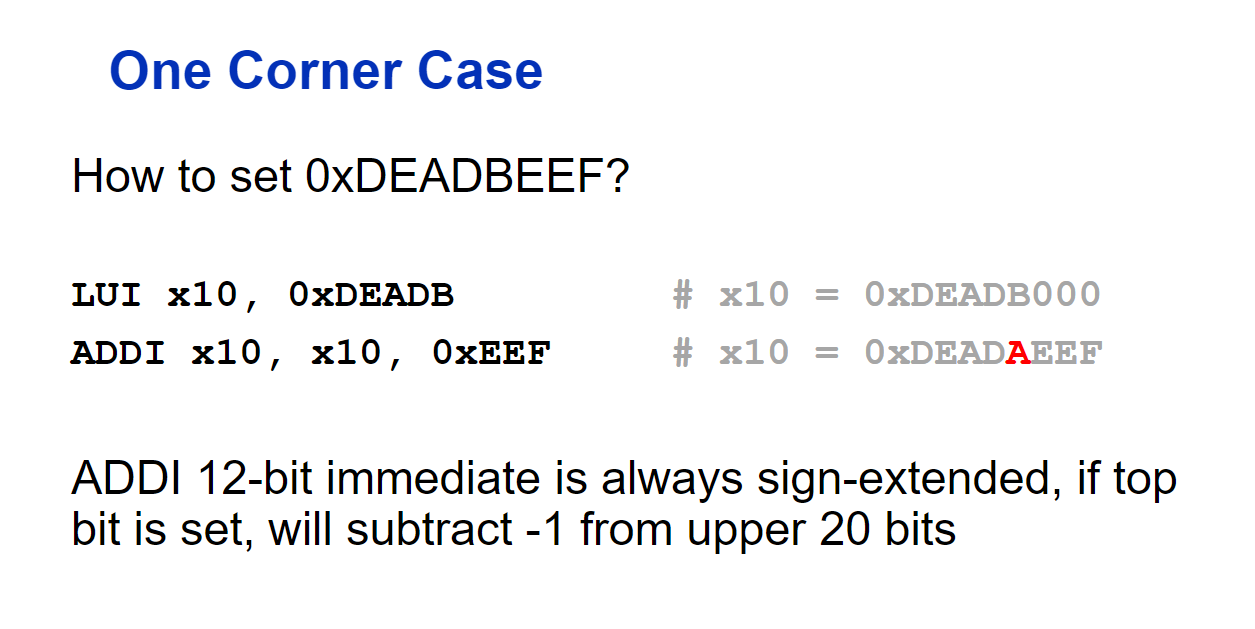 One Corner Case
How to set 0xDEADBEEF?
LUI x10, 0xDEADB # x10 = 0xDEADB000
ADDI x10, x10, 0xEEF # x10 = 0xDEADAEEF
ADDI 12-bit immediate is always sign-extended, if top
bit is set, will subtract -1 from upper 20 bits